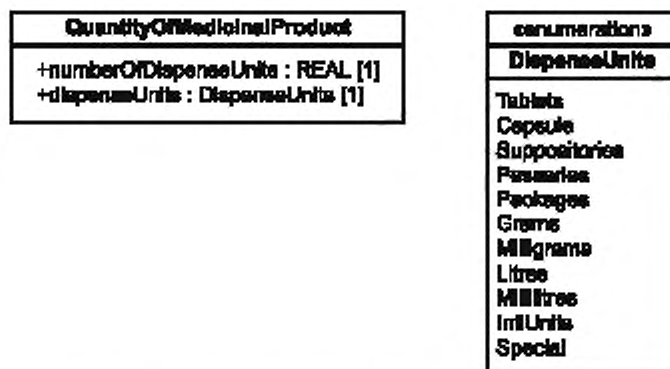 QuantityOfMedicinalProduct
+numberOfDispenseUnits : REAL [1]
+dispenseUnits : DispenseUnits [1]
«enumeration»
DispenseUnits
Tablets
Capsule
Suppositories
Pessaries
Packages
Grams
Milligrams
Litres
Millilitres
IntlUnits
Special